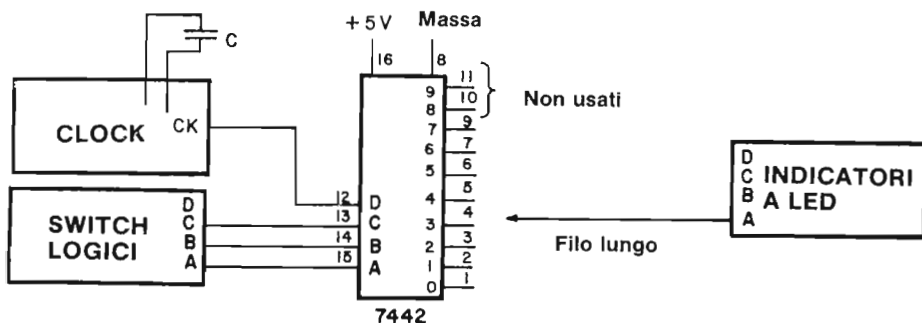 +5V Massa
C
16 8
CLOCK CK
SWITCH LOGICI
D
C
B
A
12 D
13 C
14 B
15 A
9 11
8 10
7 9
6 7
5 6
4 5
3 4
2 3
1 2
0 1
7442
Non usati
Filo lungo
D
C
B
A
INDICATORI
A LED